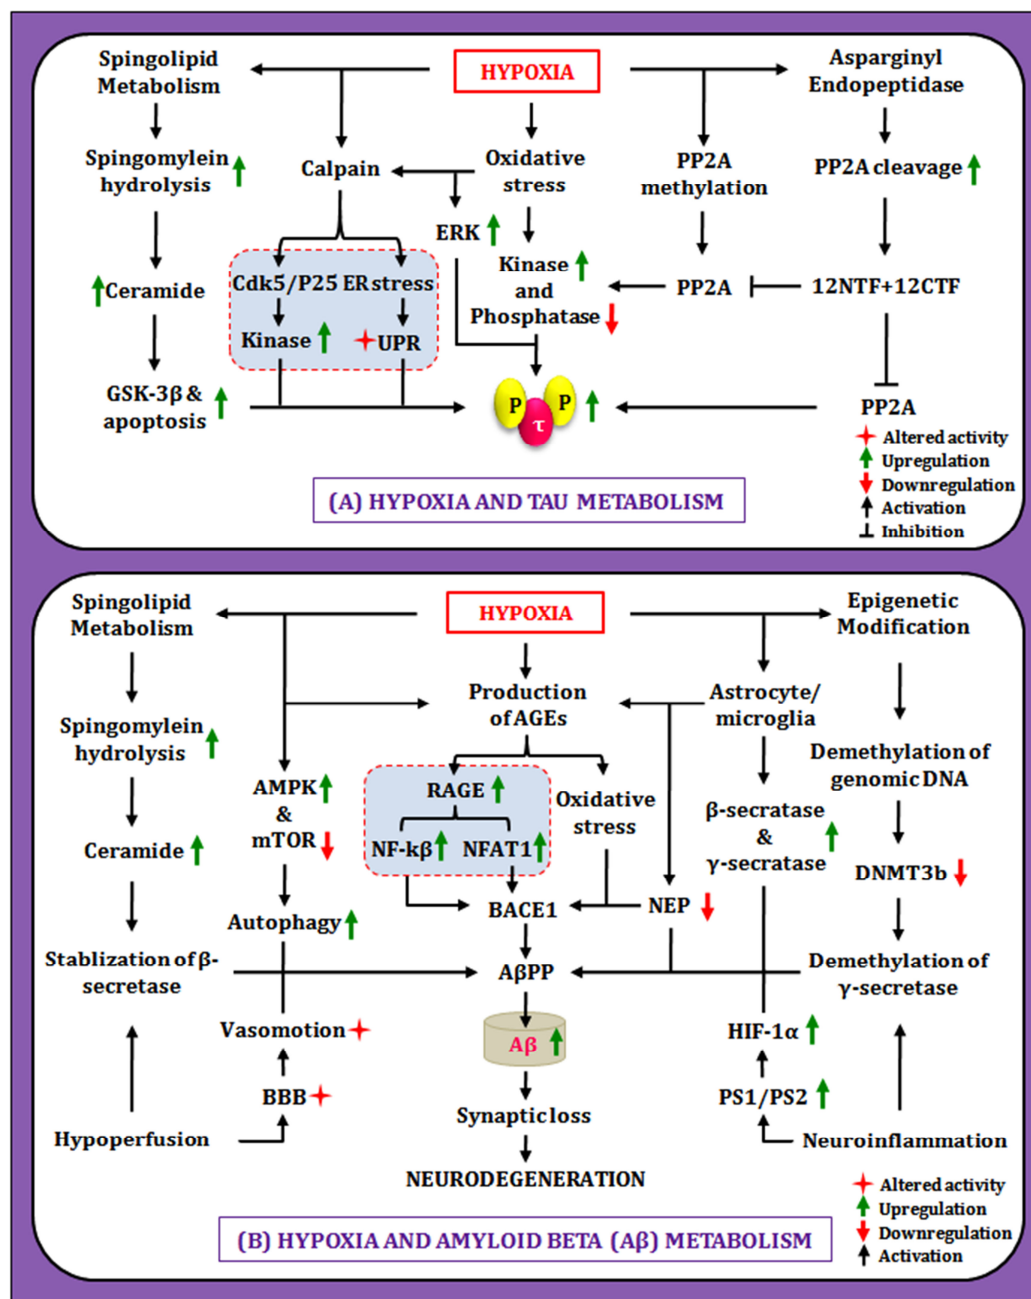 Spingolipid
Metabolism
HYPOXIA
Asparginyl
Endopeptidase
Spingomylein
hydrolysis
Calpain
Oxidative
stress
PP2A
methylation
PP2A cleavage
ERK
Ceramide
Cdk5/P25 ER stress
Kinase
and
Phosphatase
PP2A
12NTF+12CTF
Kinase
UPR
GSK-3β &
apoptosis
P
P
τ
PP2A
Altered activity
Upregulation
Downregulation
Activation
Inhibition
(A) HYPOXIA AND TAU METABOLISM
Spingolipid
Metabolism
HYPOXIA
Epigenetic
Modification
Production
of AGEs
Astrocyte/
microglia
Spingomylein
hydrolysis
Demethylation of
genomic DNA
AMPK
&
mTOR
RAGE
Oxidative
stress
NF-kβ
NFAT1
β-secratase
&
γ-secratase
Ceramide
DNMT3b
Autophagy
BACE1
NEP
Stablization of β-
secretase
AβPP
Demethylation of
γ-secretase
Vasomotion
Aβ
HIF-1α
BBB
PS1/PS2
Synaptic loss
Hypoperfusion
Neuroinflammation
NEURODEGENERATION
Altered activity
Upregulation
Downregulation
Activation
(B) HYPOXIA AND AMYLOID BETA (Aβ) METABOLISM